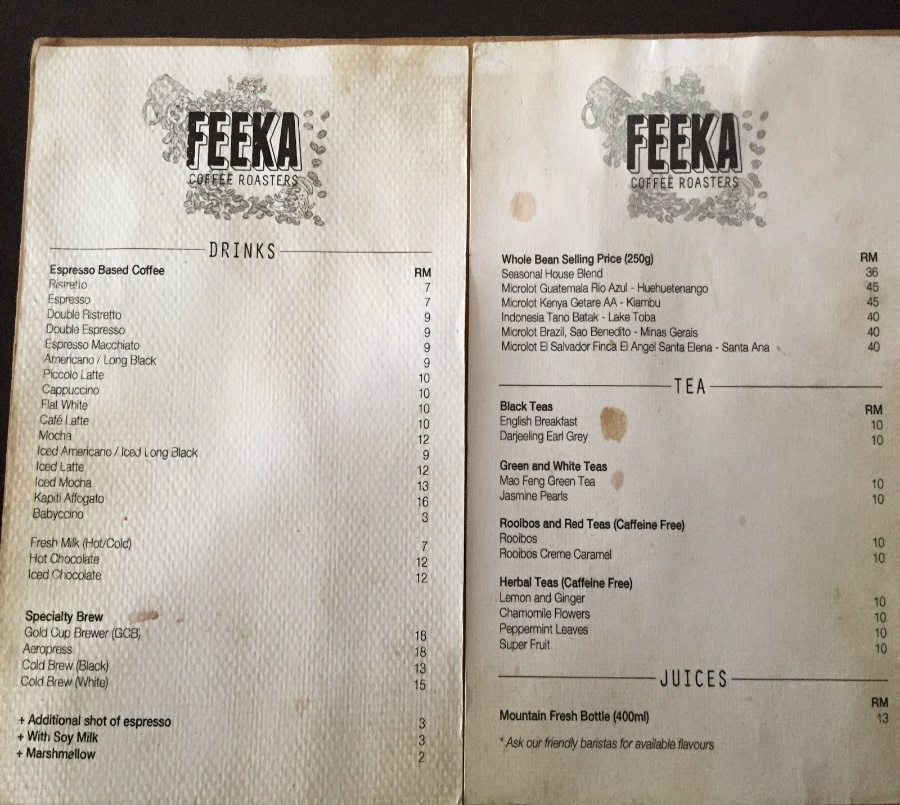 FEEKA
COFFEE ROASTERS
DRINKS
Espresso Based Coffee RM
Ristretto 7
Espresso 7
Double Ristretto 9
Double Espresso 9
Espresso Macchiato 9
Americano / Long Black 9
Piccolo Latte 10
Cappuccino 10
Flat White 10
Café Latte 10
Mocha 12
Iced Americano / Iced Long Black 9
Iced Latte 12
Iced Mocha 13
Kapiti Affogato 16
Babyccino 3
Fresh Milk (Hot/Cold) 7
Hot Chocolate 12
Iced Chocolate 12
Specialty Brew
Gold Cup Brewer (GCB) 18
Aeropress 18
Cold Brew (Black) 13
Cold Brew (White) 15
+ Additional shot of espresso 3
+ With Soy Milk 3
+ Marshmallow 2
FEEKA
COFFEE ROASTERS
Whole Bean Selling Price (250g) RM
Seasonal House Blend 36
Microlot Guatemala Rio Azul - Huehuetenango 45
Microlot Kenya Getare AA - Kiambu 45
Indonesia Tano Batak - Lake Toba 40
Microlot Brazil, Sao Benedito - Minas Gerais 40
Microlot El Salvador Finca El Angel Santa Elena - Santa Ana 40
TEA
Black Teas RM
English Breakfast 10
Darjeeling Earl Grey 10
Green and White Teas
Mao Feng Green Tea 10
Jasmine Pearls 10
Rooibos and Red Teas (Caffeine Free)
Rooibos 10
Rooibos Creme Caramel 10
Herbal Teas (Caffeine Free)
Lemon and Ginger 10
Chamomile Flowers 10
Peppermint Leaves 10
Super Fruit 10
JUICES
RM
Mountain Fresh Bottle (400ml) 13
* Ask our friendly baristas for available flavours